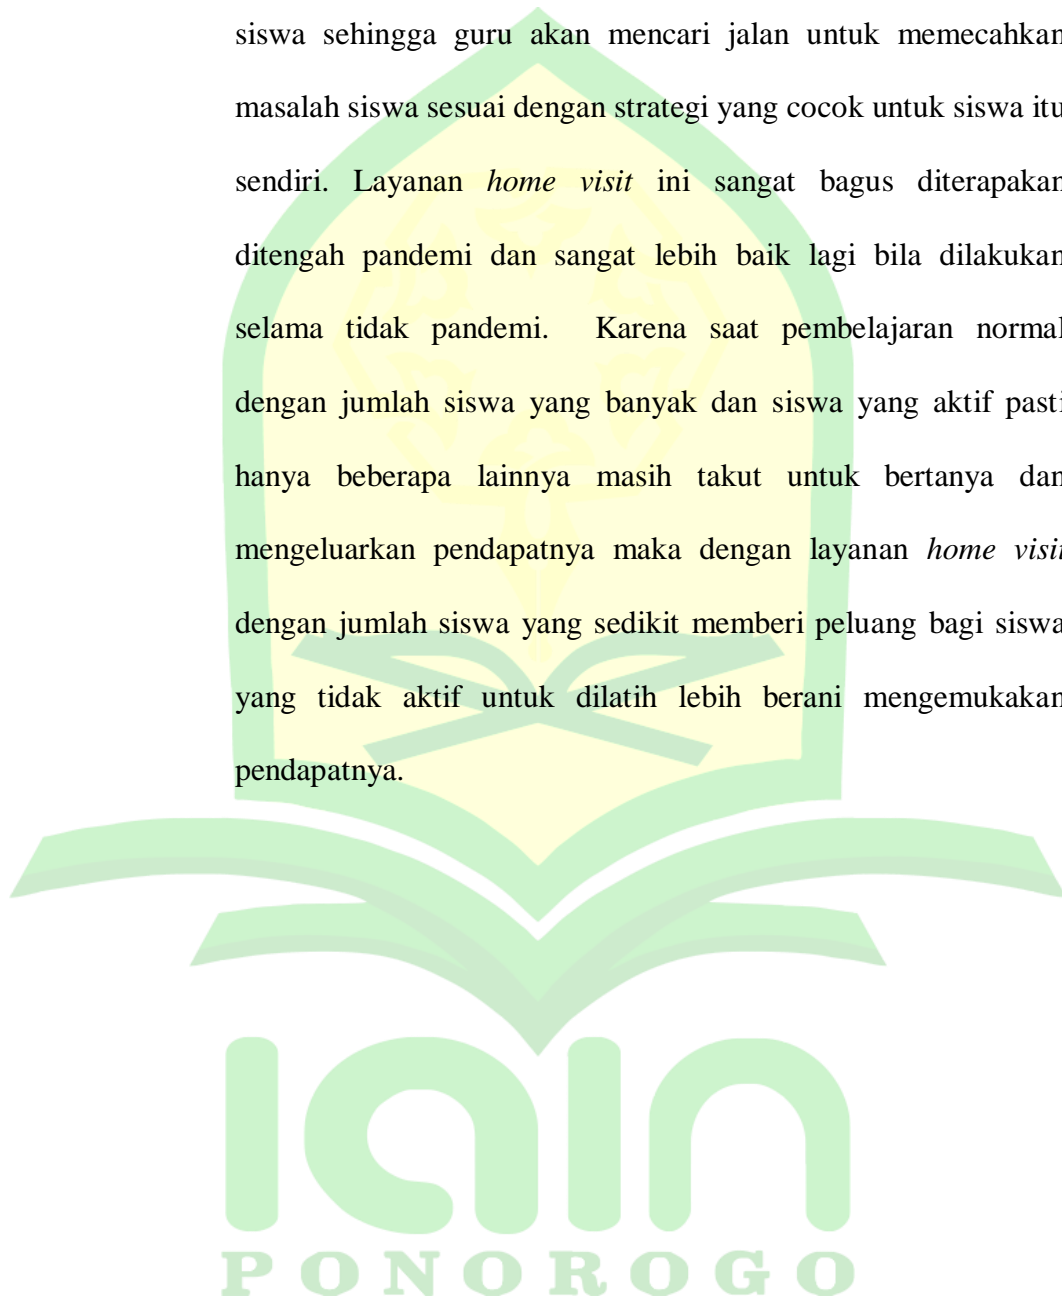 siswa sehingga guru akan mencari jalan untuk memecahkan
masalah siswa sesuai dengan strategi yang cocok untuk siswa itu
sendiri. Layanan home visit ini sangat bagus diterapakan
ditengah pandemi dan sangat lebih baik lagi bila dilakukan
selama tidak pandemi. Karena saat pembelajaran normal
dengan jumlah siswa yang banyak dan siswa yang aktif pasti
hanya beberapa lainnya masih takut untuk bertanya dan
mengeluarkan pendapatnya maka dengan layanan home visit
dengan jumlah siswa yang sedikit memberi peluang bagi siswa
yang tidak aktif untuk dilatih lebih berani mengemukakan
pendapatnya.
IAIN
PONOROGO